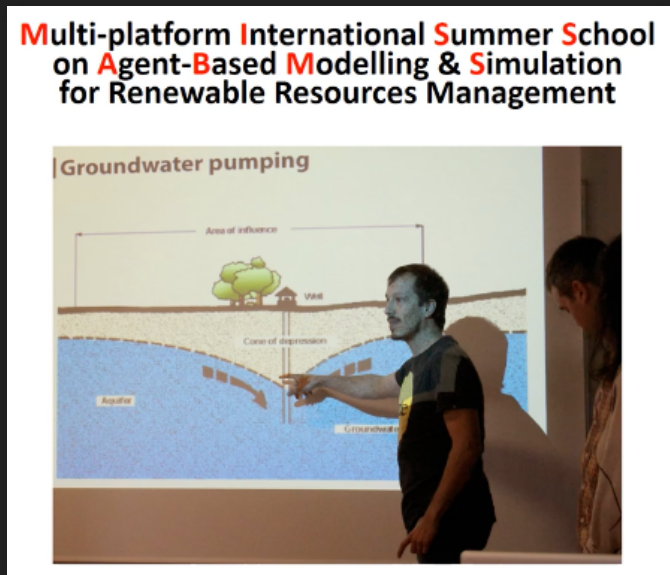 Multi-platform International Summer School
on Agent-Based Modelling & Simulation
for Renewable Resources Management
Groundwater pumping
Area of influence
Well
Cone of depression
Aquifer